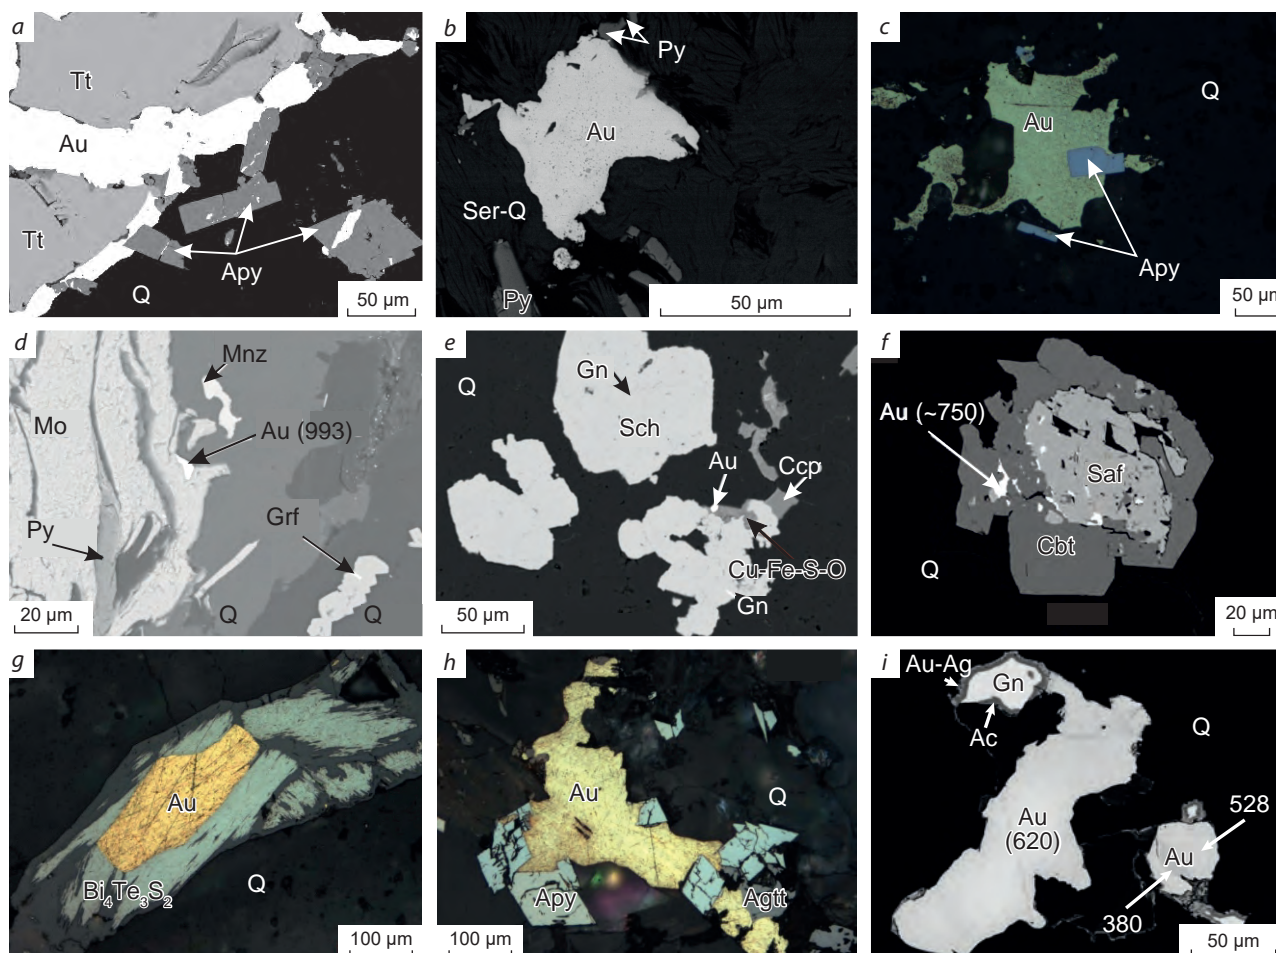 a
Tt
Au
Tt
Apy
Q
50 µm
b
Py
Au
Ser-Q
Py
50 µm
c
Q
Au
Apy
50 µm
d
Mnz
Mo
Au (993)
Py
Grf
Q
Q
20 µm
e
Q
Gn
Sch
Au
Ccp
Cu-Fe-S-O
Gn
50 µm
f
Au (~750)
Saf
Cbt
Q
20 µm
g
Au
Bi4Te3S2
Q
100 µm
h
Au
Q
Apy
Agtt
100 µm
i
Au-Ag
Gn
Ac
Q
Au
(620)
528
Au
380
50 µm